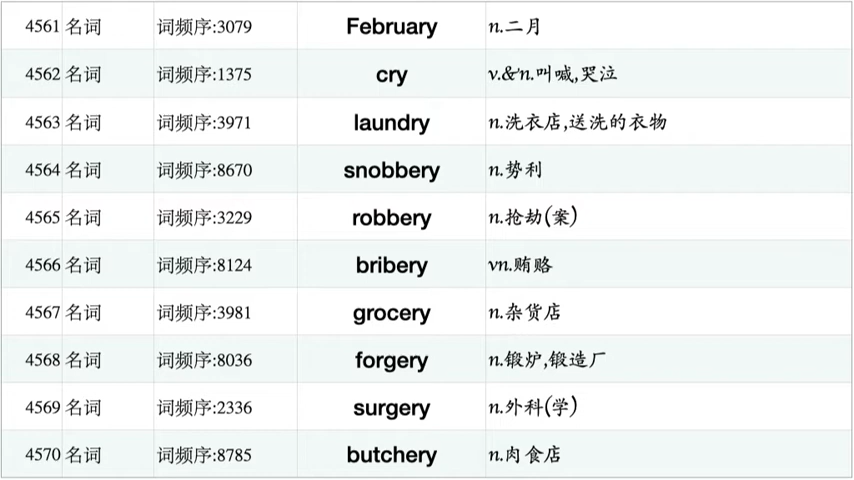 4561 名词 词频序:3079 February n.二月
4562 名词 词频序:1375 cry v.&n.叫喊,哭泣
4563 名词 词频序:3971 laundry n.洗衣店,送洗的衣物
4564 名词 词频序:8670 snobbery n.势利
4565 名词 词频序:3229 robbery n.抢劫(案)
4566 名词 词频序:8124 bribery vn.贿赂
4567 名词 词频序:3981 grocery n.杂货店
4568 名词 词频序:8036 forgery n.锻炉,锻造厂
4569 名词 词频序:2336 surgery n.外科(学)
4570 名词 词频序:8785 butchery n.肉食店